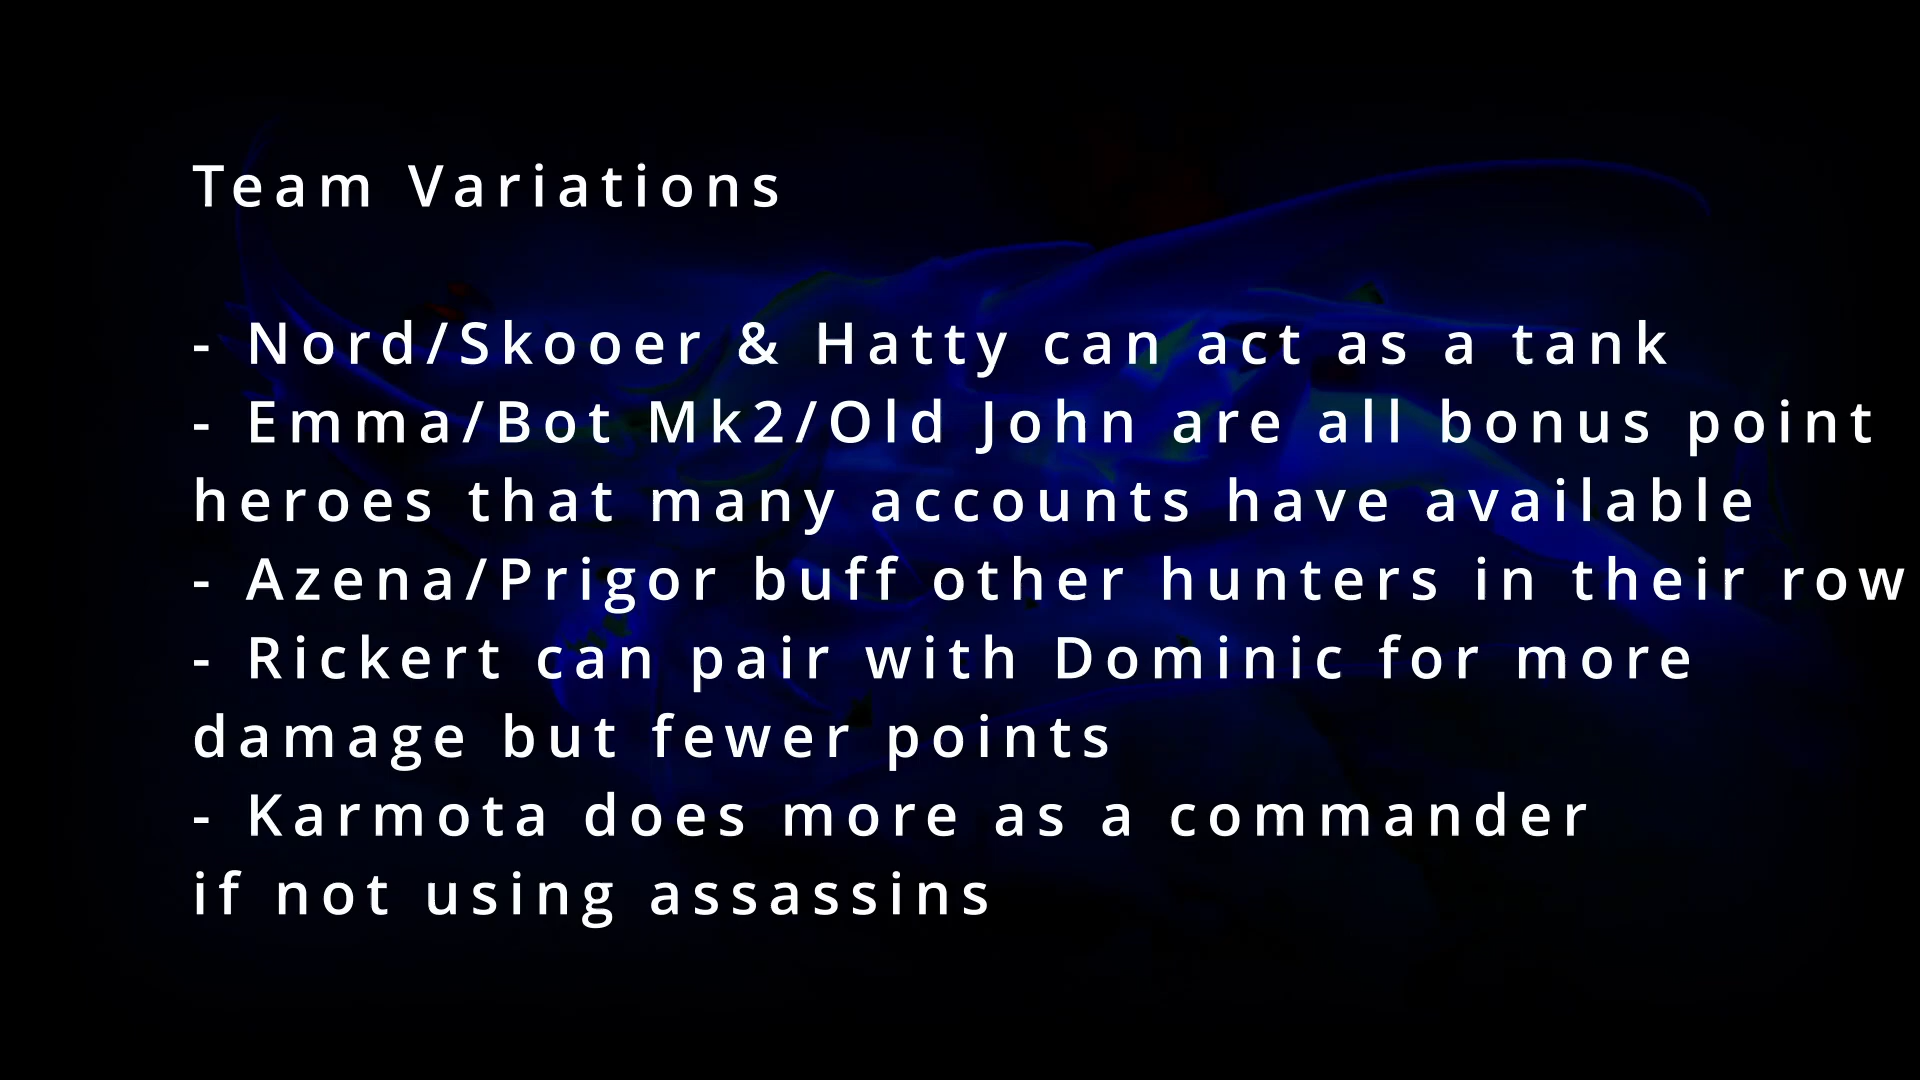 Team Variations
- Nord/Skooer & Hatty can act as a tank
- Emma/Bot Mk2/Old John are all bonus point
heroes that many accounts have available
- Azena/Prigor buff other hunters in their row
- Rickert can pair with Dominic for more
damage but fewer points
- Karmota does more as a commander
if not using assassins